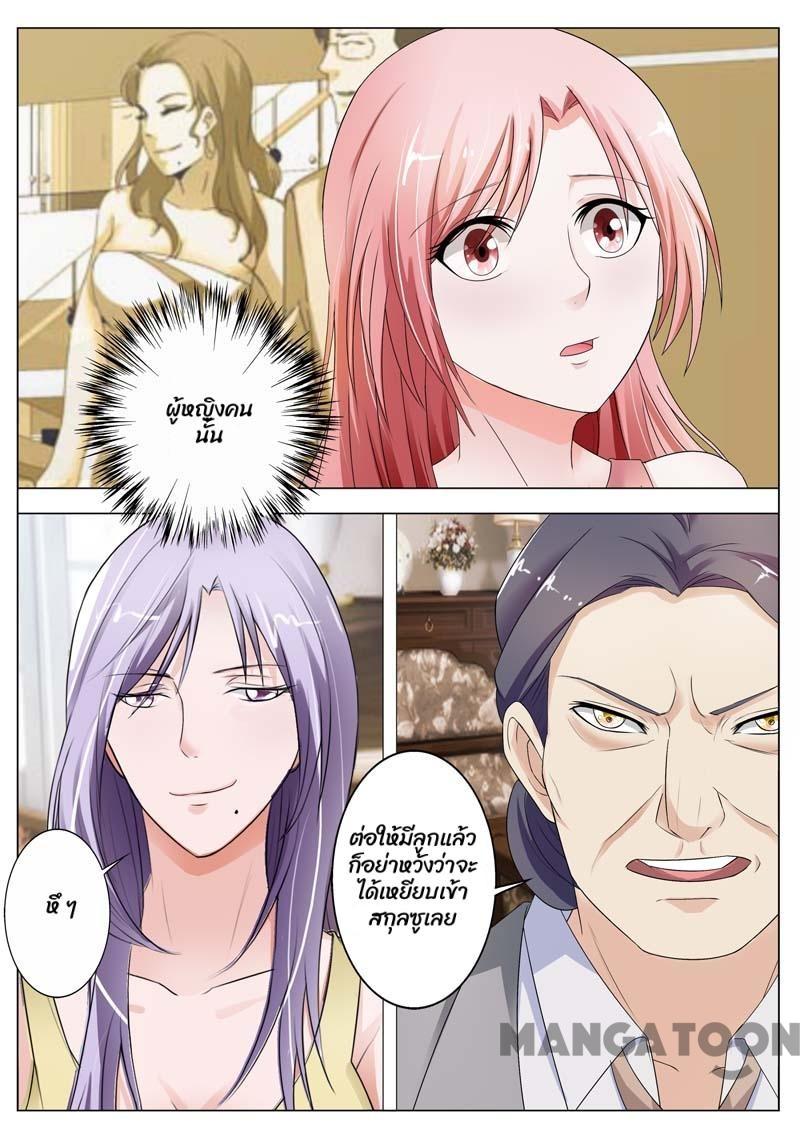 ผู้หญิงคน
นั้น
หึ ๆ
ต่อให้มีลูกแล้ว
ก็อย่าหวังว่าจะ
ได้เหยียบเข้า
สกุลซูเลย
MANGATOON